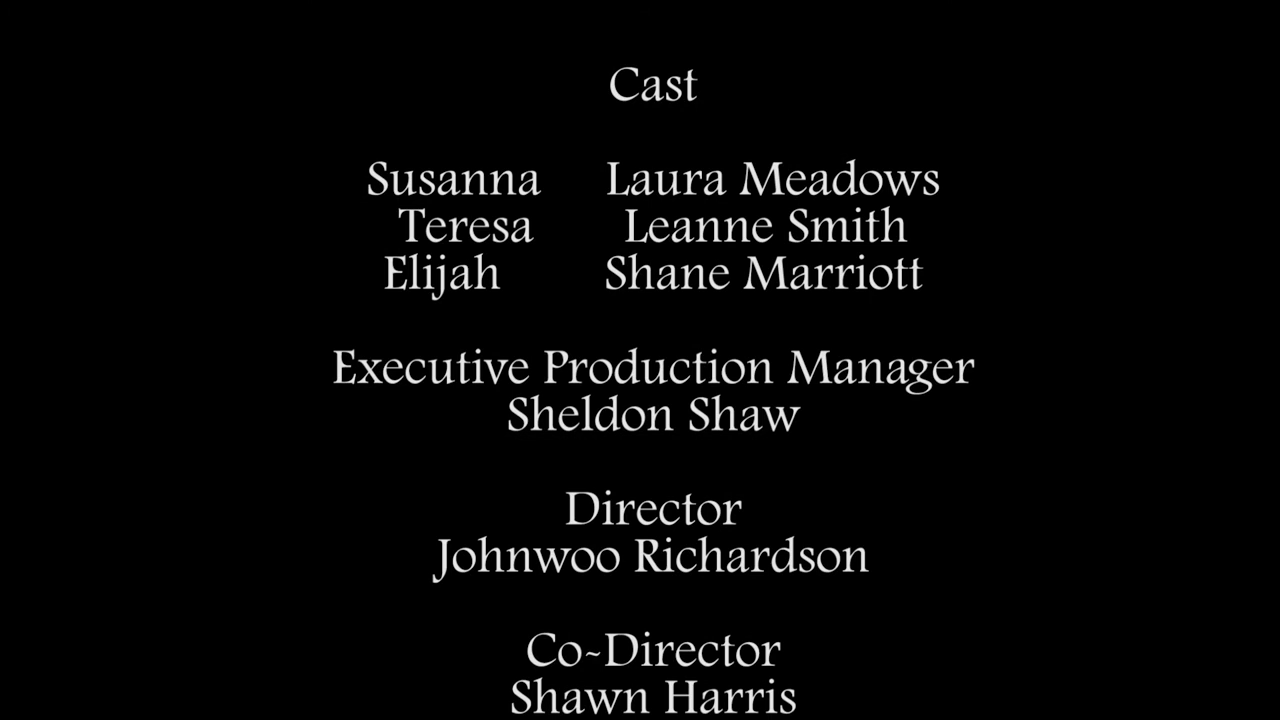 Cast
Susanna Laura Meadows
Teresa Leanne Smith
Elijah Shane Marriott
Executive Production Manager
Sheldon Shaw
Director
Johnwoo Richardson
Co-Director
Shawn Harris